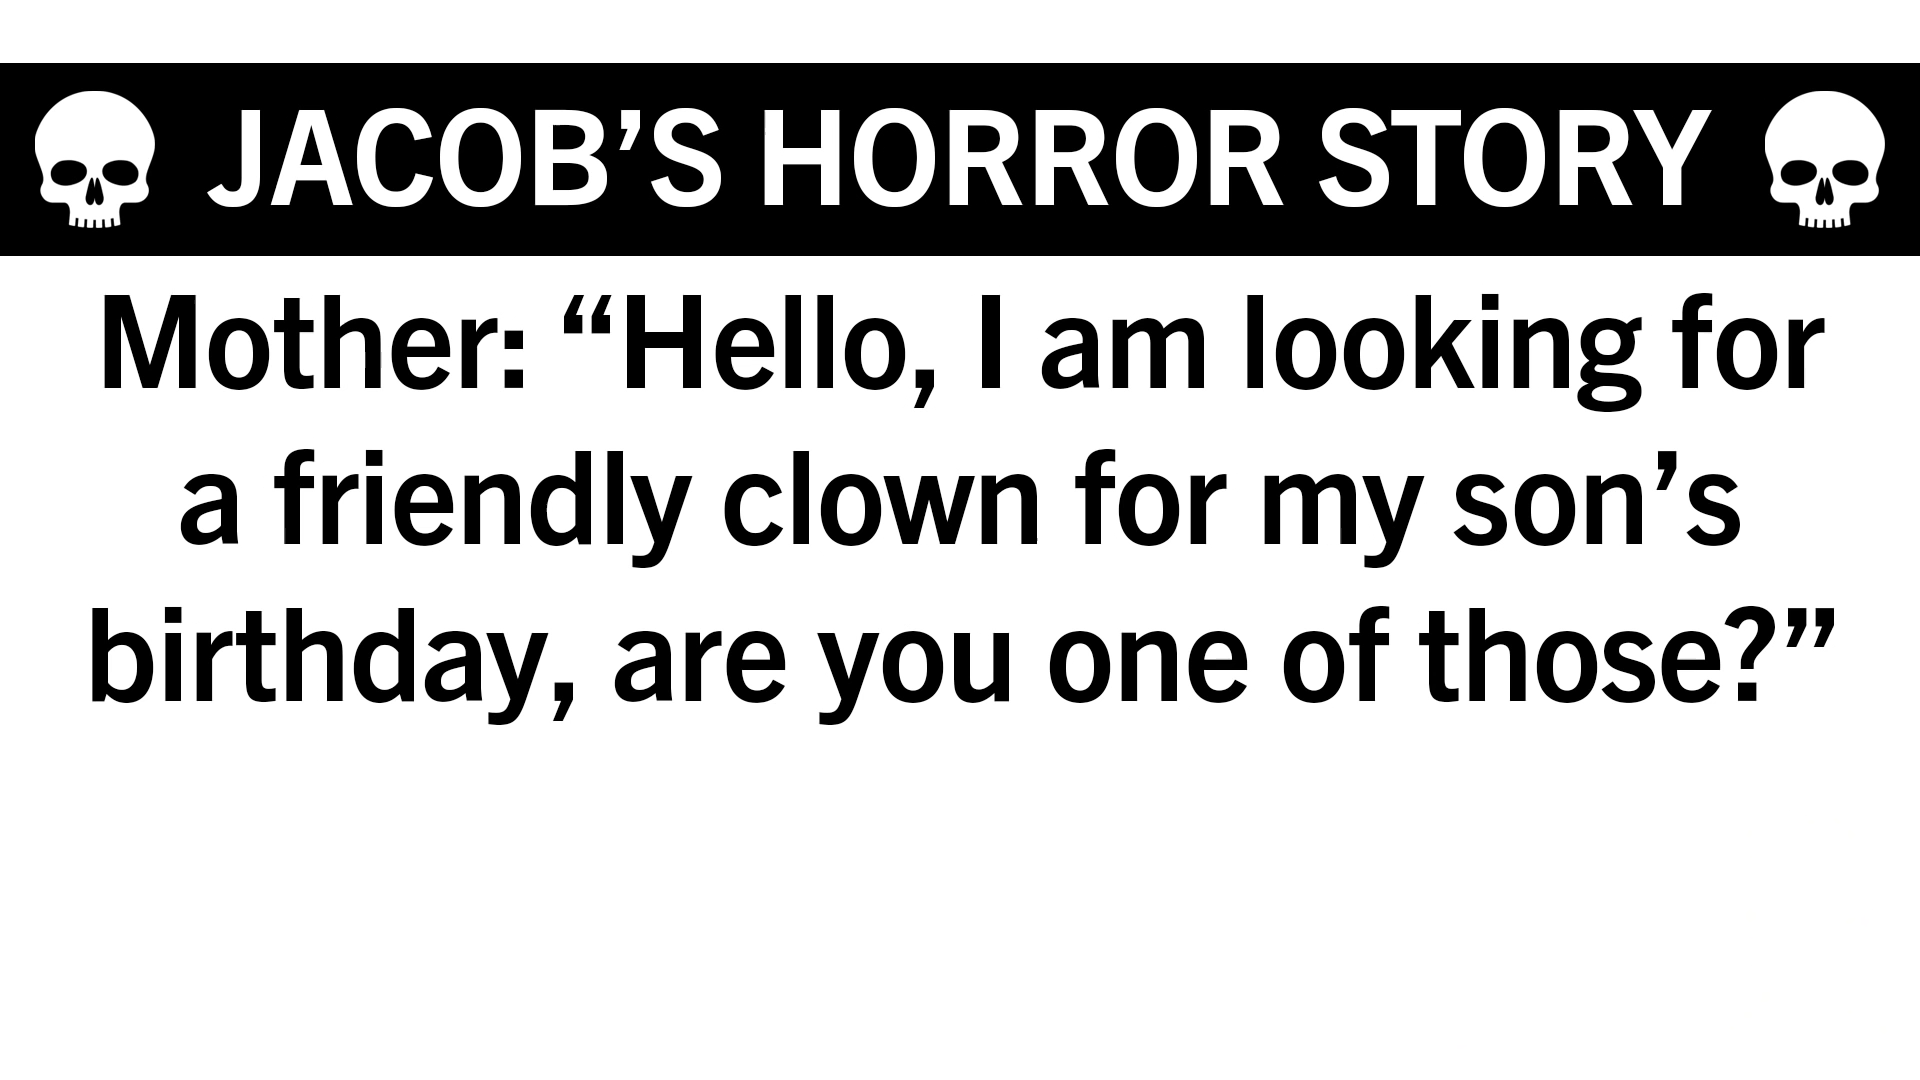 JACOB’S HORROR STORY
Mother: “Hello, I am looking for
a friendly clown for my son’s
birthday, are you one of those?”